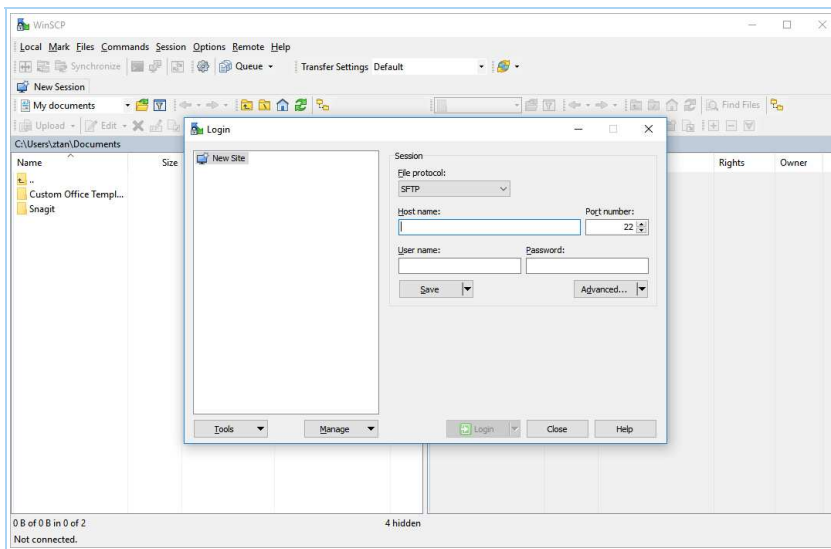 WinSCP
Local Mark Files Commands Session Options Remote Help
Synchronize Queue Transfer Settings Default
New Session
My documents Find Files
Upload Edit
C:\Users\ztan\Documents
Name Size Rights Owner
..
Custom Office Templ...
Snagit
Login
New Site
Session
File protocol:
SFTP
Host name: Port number:
22
User name: Password:
Save Advanced...
Tools Manage Login Close Help
0 B of 0 B in 0 of 2 4 hidden
Not connected.